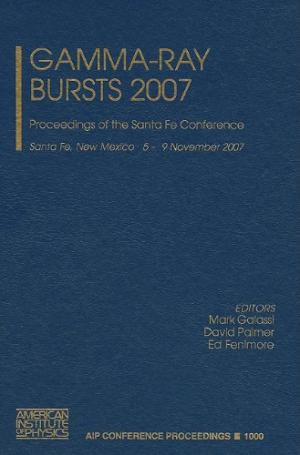 GAMMA-RAY
BURSTS 2007
Proceedings of the Santa Fe Conference
Santa Fe, New Mexico 5 - 9 November 2007
EDITORS
Mark Galassi
David Palmer
Ed Fenimore
AMERICAN
INSTITUTE
OF PHYSICS
AIP CONFERENCE PROCEEDINGS ■ 1000